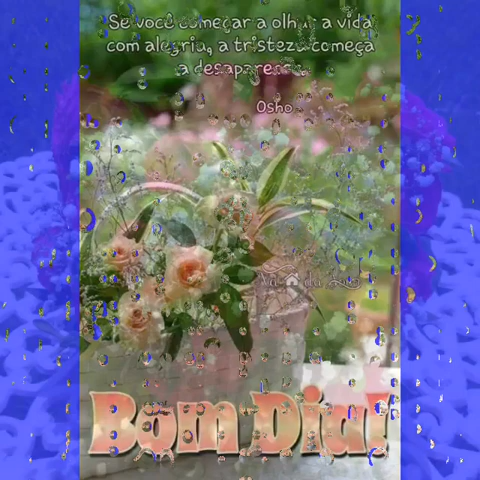 Se você começar a olhar a vida
com alegria, a tristeza começa
a desaparecer
Osho
Bom Dia!